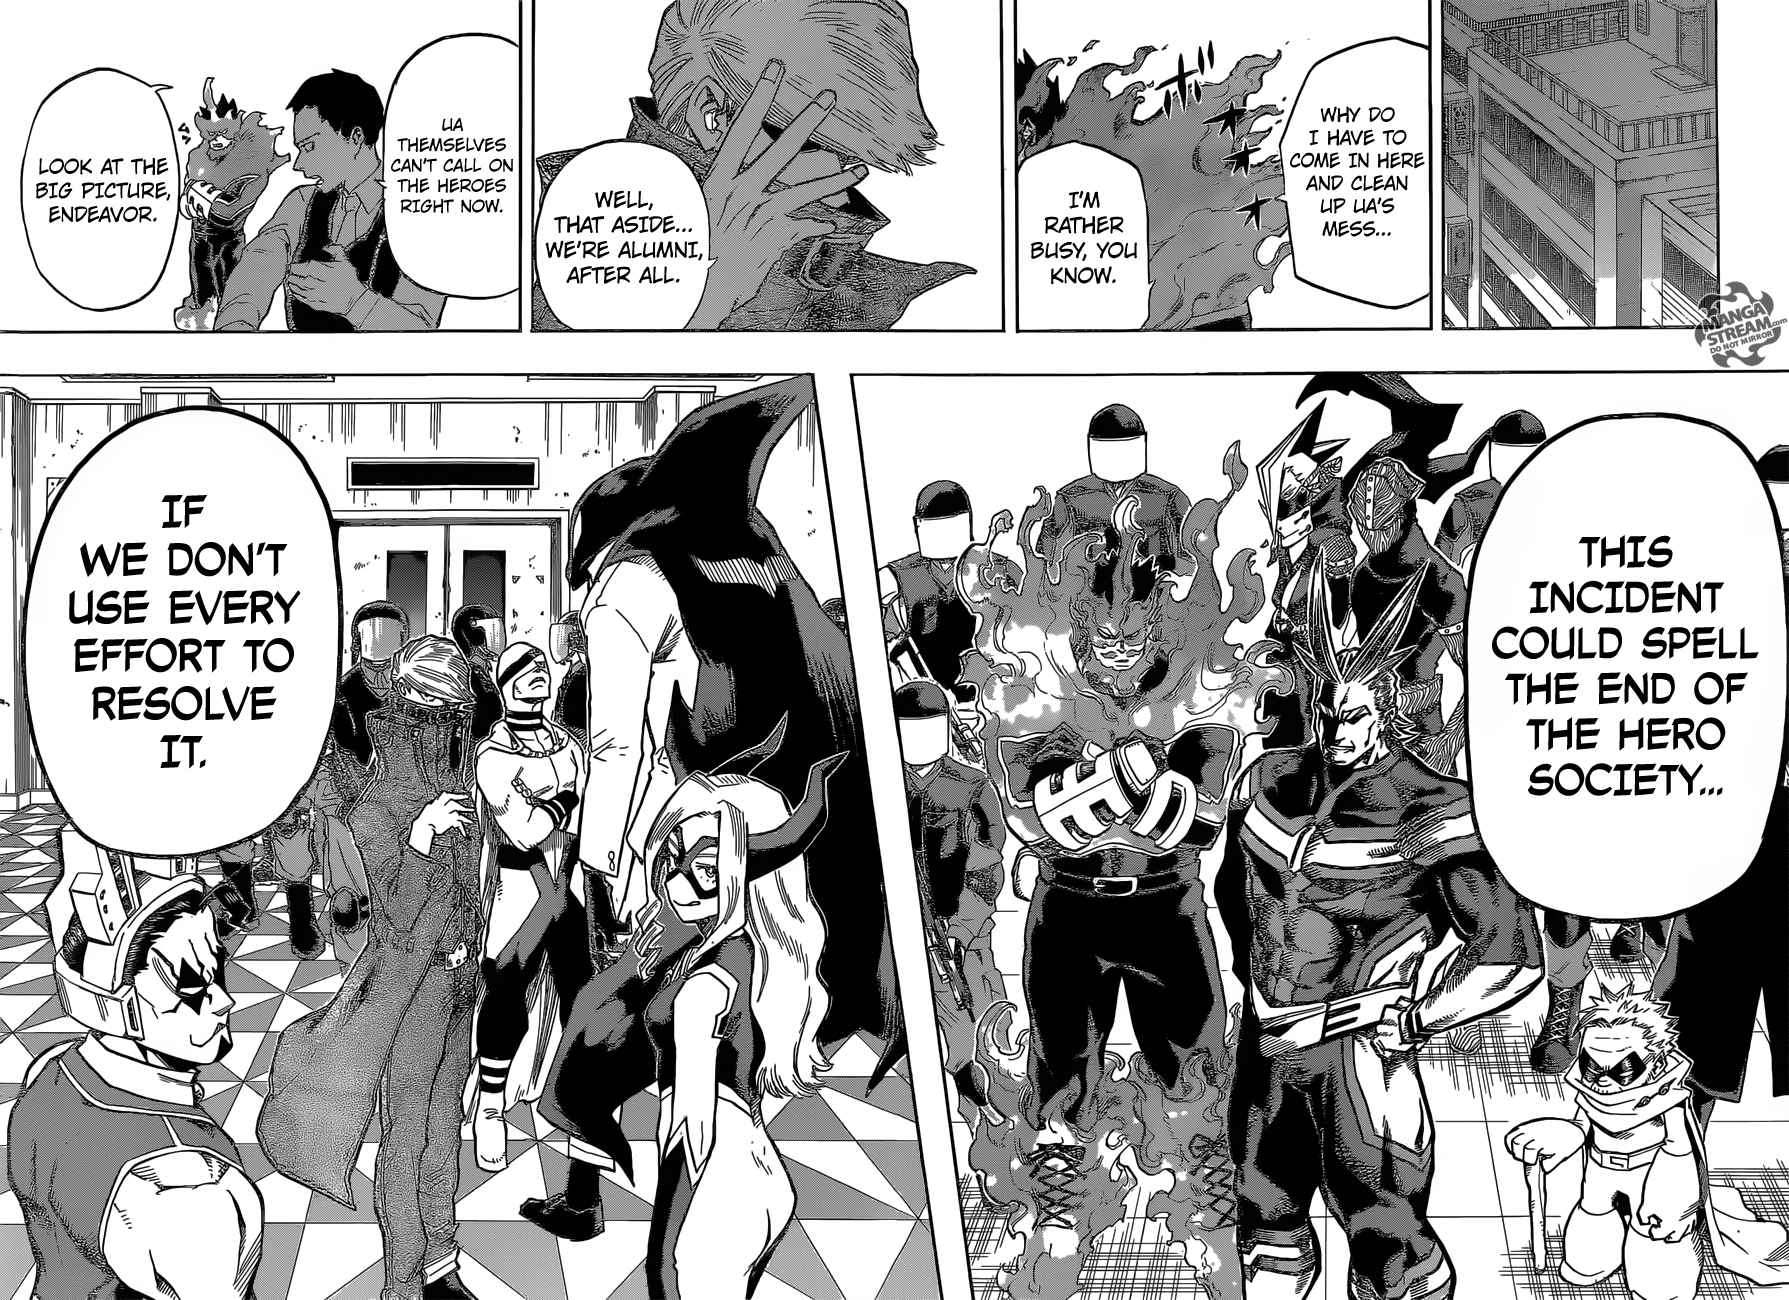 WHY DO
I HAVE TO
COME IN HERE
AND CLEAN
UP UA'S
MESS...
I'M
RATHER
BUSY, YOU
KNOW.
WELL,
THAT ASIDE...
WE'RE ALUMNI,
AFTER ALL.
UA
THEMSELVES
CAN'T CALL ON
THE HEROES
RIGHT NOW.
LOOK AT THE
BIG PICTURE,
ENDEAVOR.
MANGA
STREAM.com
DO NOT MIRROR
THIS
INCIDENT
COULD SPELL
THE END OF
THE HERO
SOCIETY...
IF
WE DON'T
USE EVERY
EFFORT TO
RESOLVE
IT.